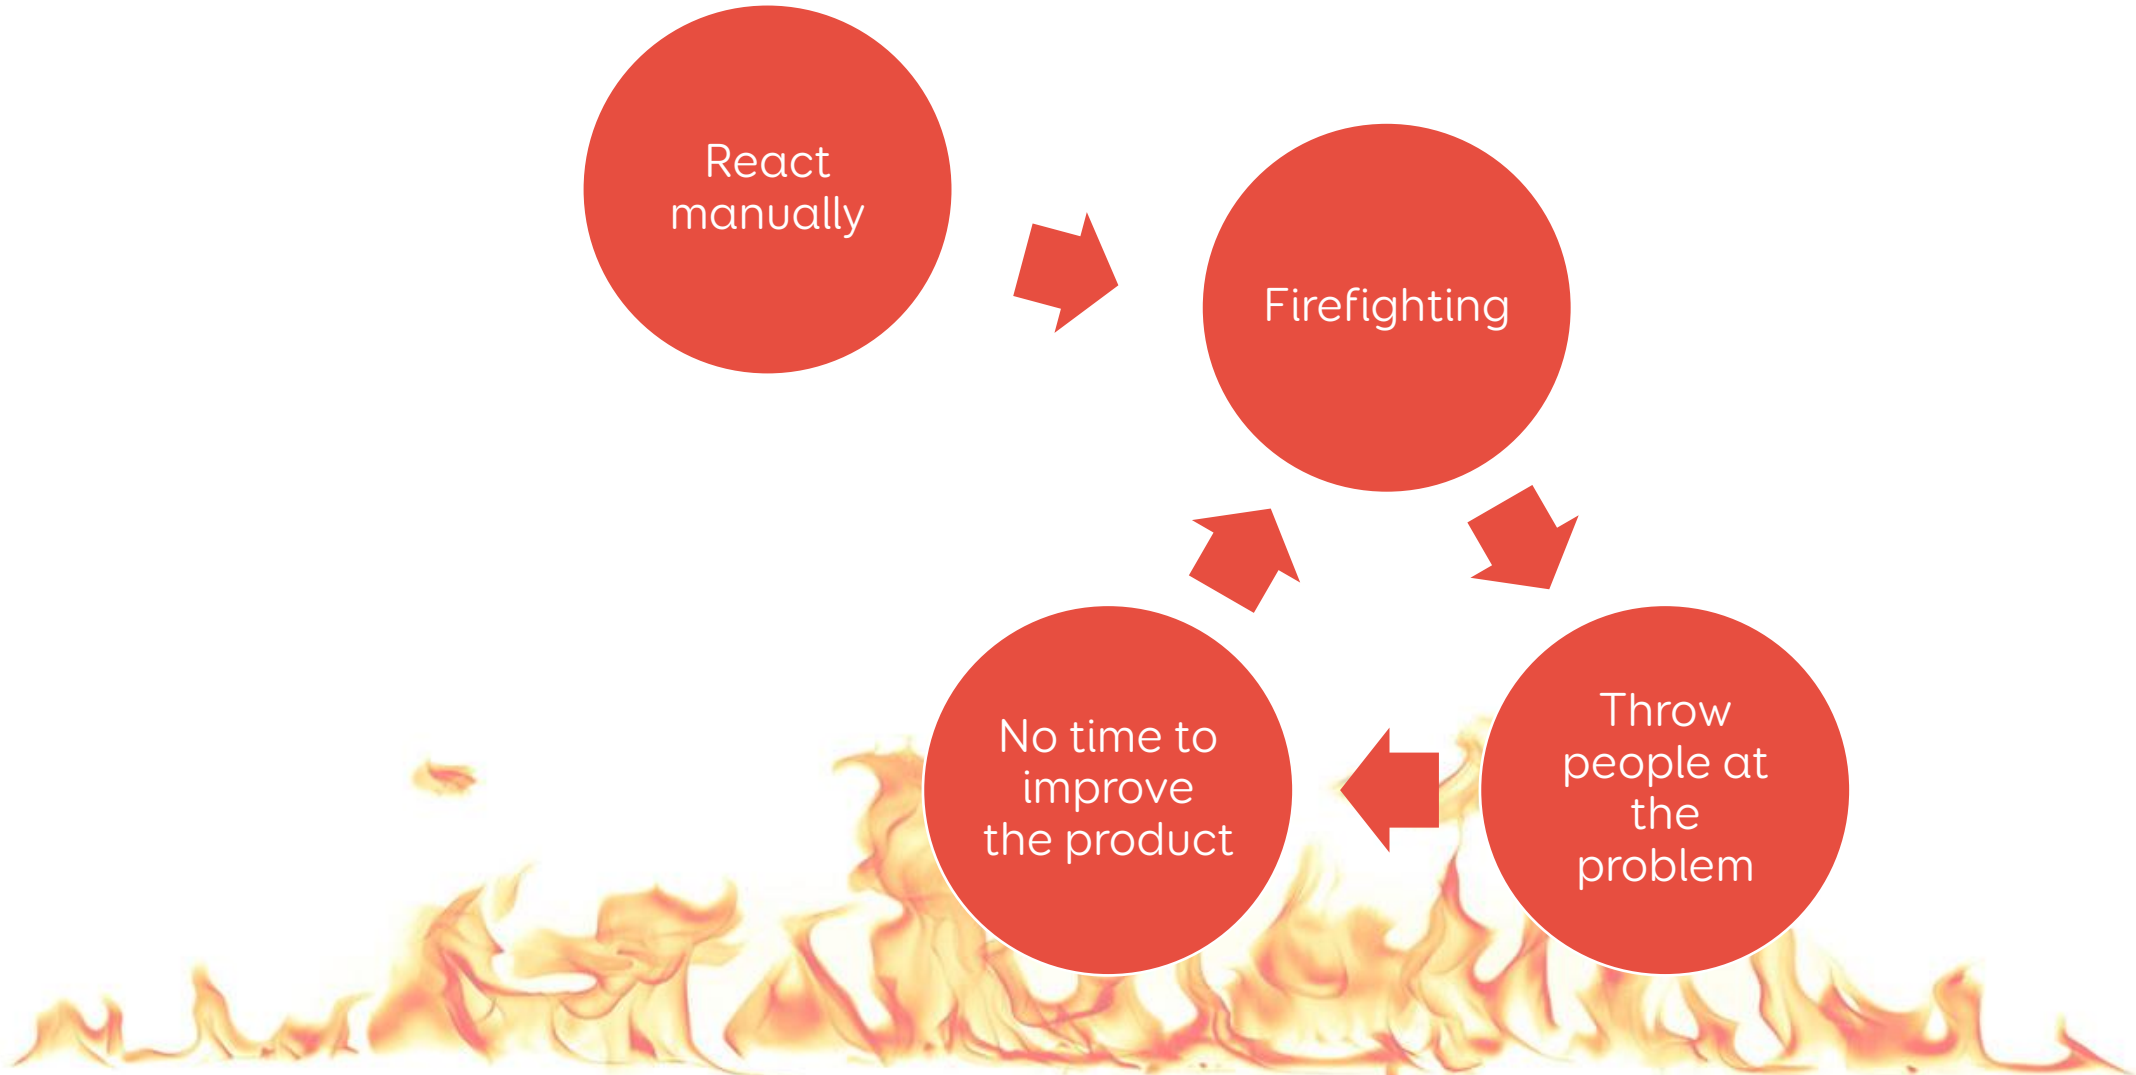 React
manually
Firefighting
Throw
people at
the
problem
No time to
improve
the product